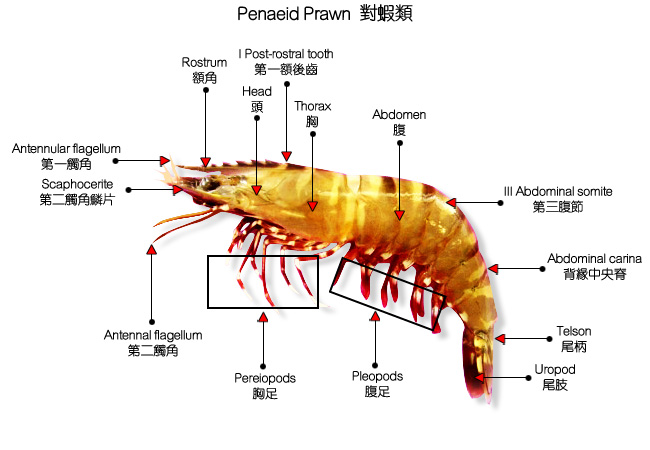 Penaeid Prawn 對蝦類
I Post-rostral tooth
第一額後齒
Rostrum
額角
Head
頭
Thorax
胸
Abdomen
腹
Antennular flagellum
第一觸角
Scaphocerite
第二觸角鱗片
III Abdominal somite
第三腹節
Abdominal carina
背緣中央脊
Antennal flagellum
第二觸角
Telson
尾柄
Uropod
尾肢
Pereiopods
胸足
Pleopods
腹足